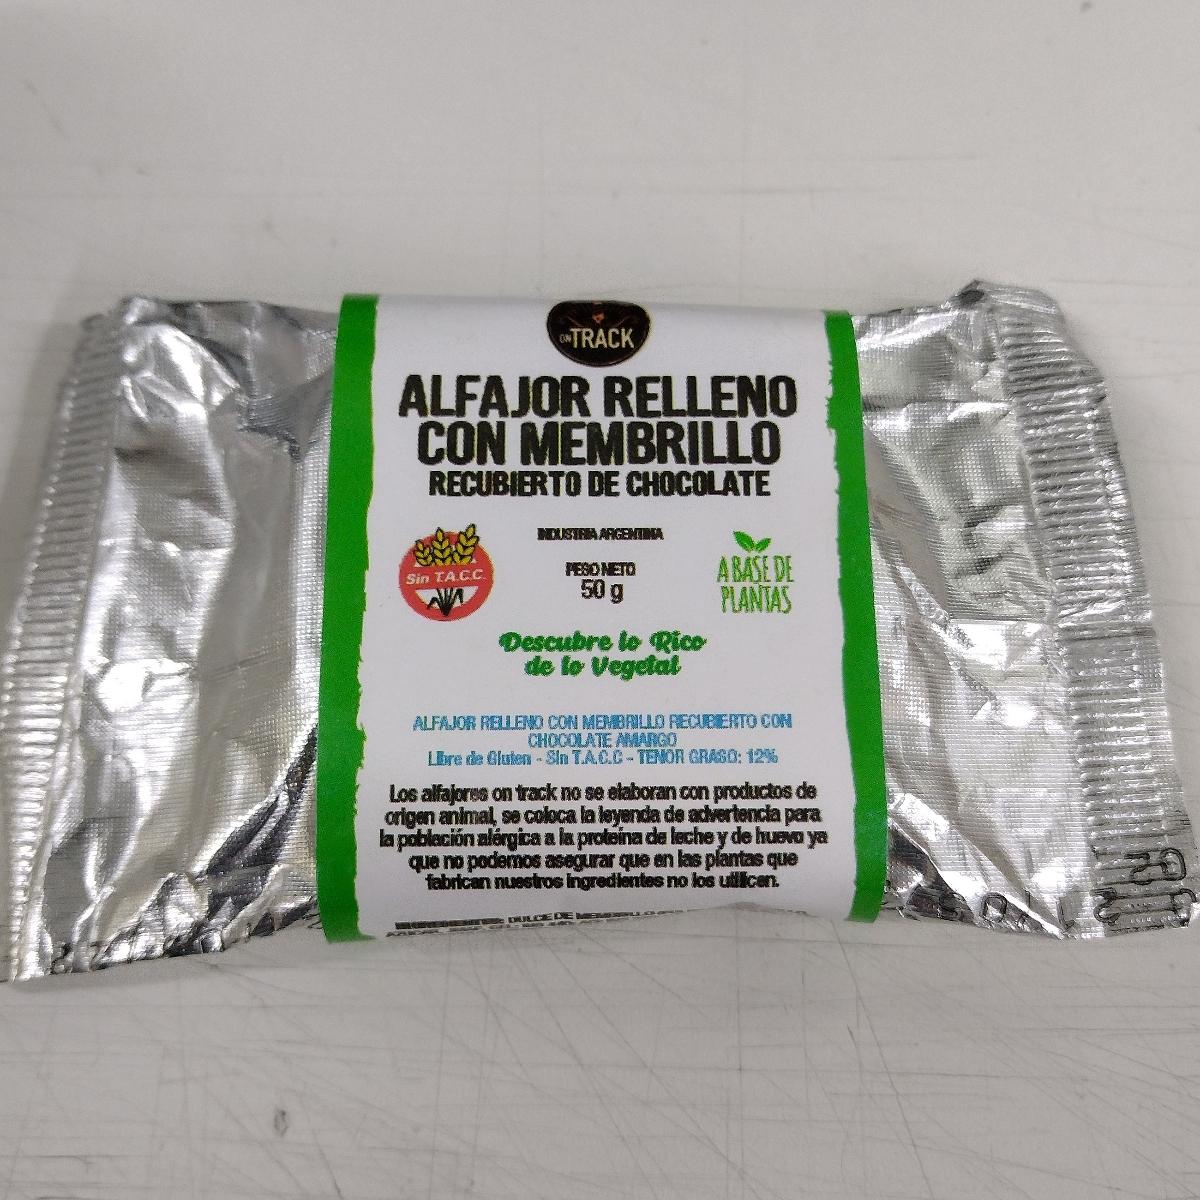 ON TRACK
ALFAJOR RELLENO
CON MEMBRILLO
RECUBIERTO DE CHOCOLATE
INDUSTRIA ARGENTINA
Sin T.A.C.C.
PESO NETO
50 g
A BASE DE
PLANTAS
Descubre lo Rico
de lo Vegetal
ALFAJOR RELLENO CON MEMBRILLO RECUBIERTO CON
CHOCOLATE AMARGO
Libre de Gluten - Sin T.A.C.C - TENOR GRASO: 12%
Los alfajores on track no se elaboran con productos de
origen animal, se coloca la leyenda de advertencia para
la población alérgica a la proteína de leche y de huevo ya
que no podemos asegurar que en las plantas que
fabrican nuestros ingredientes no los utilicen.
INGREDIENTES: DULCE DE MEMBRILLO